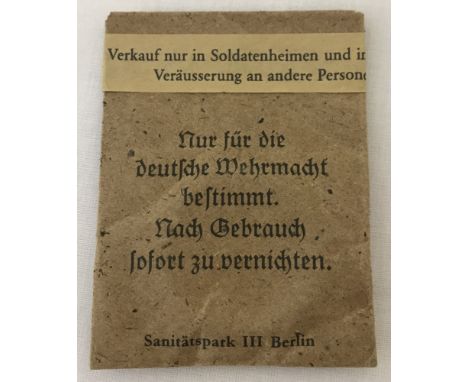 Verkauf nur in Soldatenheimen und in
Veräusserung an andere Persone
Nur für die
deutsche Wehrmacht
bestimmt.
Nach Gebrauch
sofort zu vernichten.
Sanitätspark III Berlin